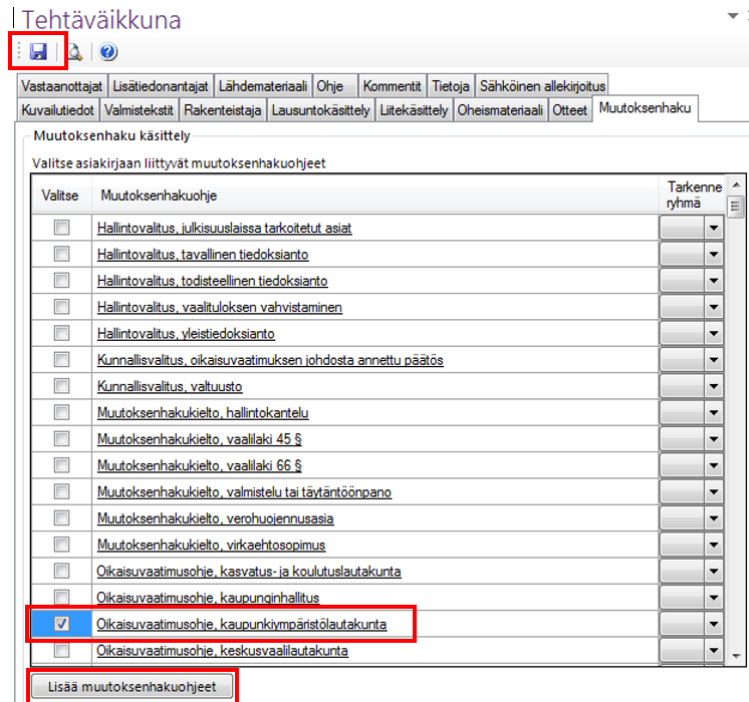 Tehtäväikkuna
Vastaanottajat Lisätiedonantajat Lähdemateriaali Ohje Kommentit Tietoja Sähköinen allekirjoitus
Kuvailutiedot Valmistekstit Rakenteistaja Lausuntokäsittely Liitekäsittely Oheismateriaali Otteet Muutoksenhaku
Muutoksenhaku käsittely
Valitse asiakirjaan liittyvät muutoksenhakuohjeet
Valitse Muutoksenhakuohje Tarkenne
ryhmä
Hallintovalitus, julkisuuslaissa tarkoitetut asiat
Hallintovalitus, tavallinen tiedoksianto
Hallintovalitus, todisteellinen tiedoksianto
Hallintovalitus, vaalituloksen vahvistaminen
Hallintovalitus, yleistiedoksianto
Kunnallisvalitus, oikaisuvaatimuksen johdosta annettu päätös
Kunnallisvalitus, valtuusto
Muutoksenhakukielto, hallintokantelu
Muutoksenhakukielto, vaalilaki 45 §
Muutoksenhakukielto, vaalilaki 66 §
Muutoksenhakukielto, valmistelu tai täytäntöönpano
Muutoksenhakukielto, verohuojennusasia
Muutoksenhakukielto, virkaehtosopimus
Oikaisuvaatimusohje, kasvatus- ja koulutuslautakunta
Oikaisuvaatimusohje, kaupunginhallitus
Oikaisuvaatimusohje, kaupunkiympäristölautakunta
Oikaisuvaatimusohje, keskusvaalilautakunta
Lisää muutoksenhakuohjeet